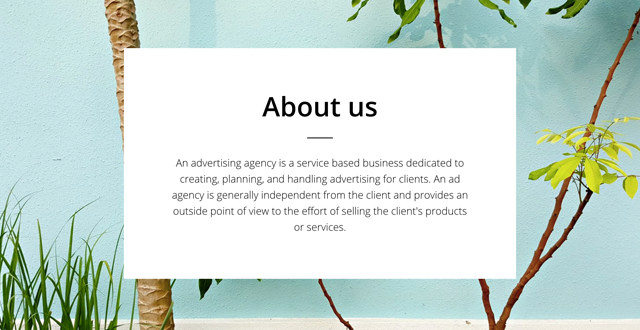 About us
An advertising agency is a service based business dedicated to
creating, planning, and handling advertising for clients. An ad
agency is generally independent from the client and provides an
outside point of view to the effort of selling the client's products
or services.